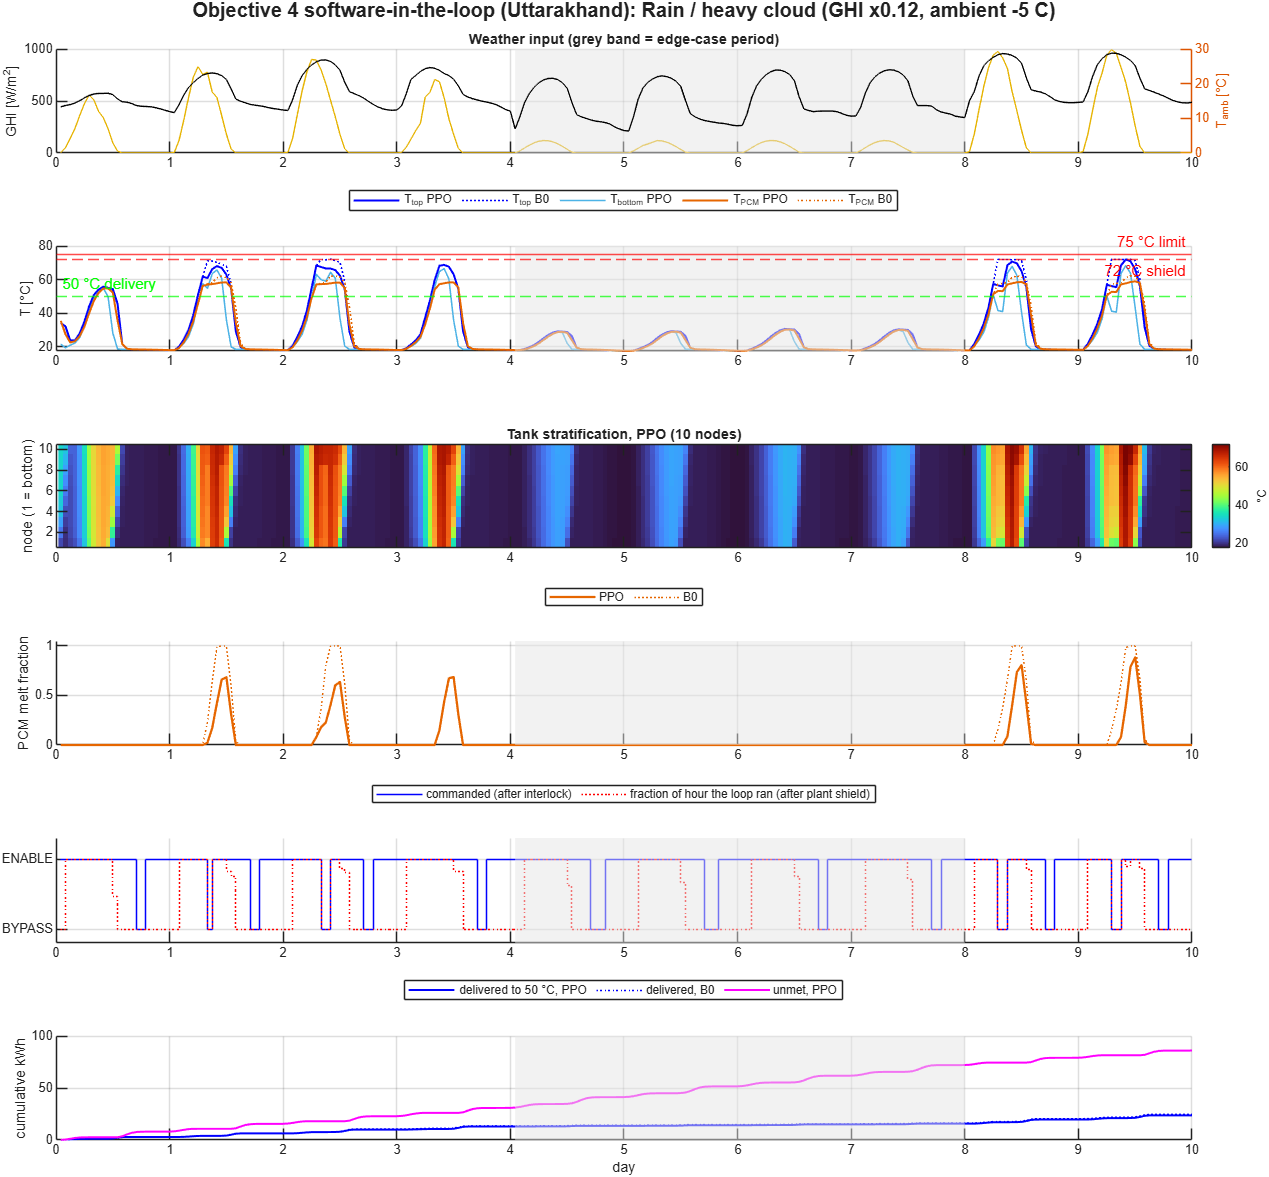 Objective 4 software-in-the-loop (Uttarakhand): Rain / heavy cloud (GHI x0.12, ambient -5 C)
Weather input (grey band = edge-case period)
GHI [W/m²]
1000
500
0
30
20
10
0
T_amb [°C]
0 1 2 3 4 5 6 7 8 9 10
T_top PPO T_top B0 T_bottom PPO T_PCM PPO T_PCM B0
75 °C limit
72 °C shield
50 °C delivery
T [°C]
80
60
40
20
0 1 2 3 4 5 6 7 8 9 10
Tank stratification, PPO (10 nodes)
node (1 = bottom)
10
8
6
4
2
60
40
20
°C
0 1 2 3 4 5 6 7 8 9 10
PPO B0
PCM melt fraction
1
0.5
0
0 1 2 3 4 5 6 7 8 9 10
commanded (after interlock) fraction of hour the loop ran (after plant shield)
ENABLE
BYPASS
0 1 2 3 4 5 6 7 8 9 10
delivered to 50 °C, PPO delivered, B0 unmet, PPO
cumulative kWh
100
50
0
0 1 2 3 4 5 6 7 8 9 10
day